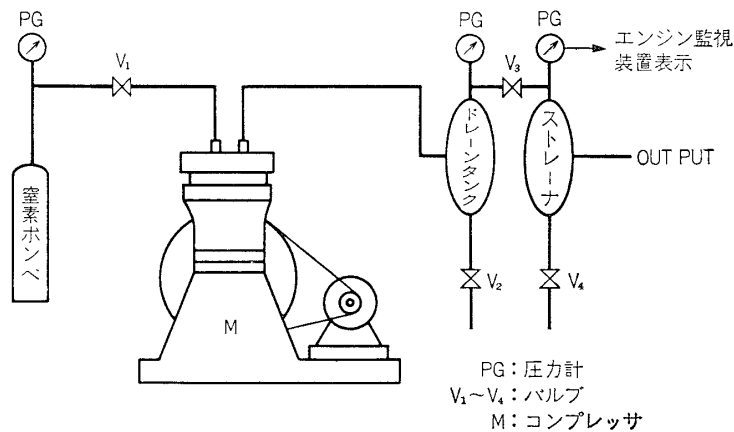 PG
V₁
窒素ボンベ
M
PG
V₃
PG
エンジン監視
装置表示
ドレーンタンク
ストレーナ
OUT PUT
V₂
V₄
PG：圧力計
V₁～V₄：バルブ
M：コンプレッサ